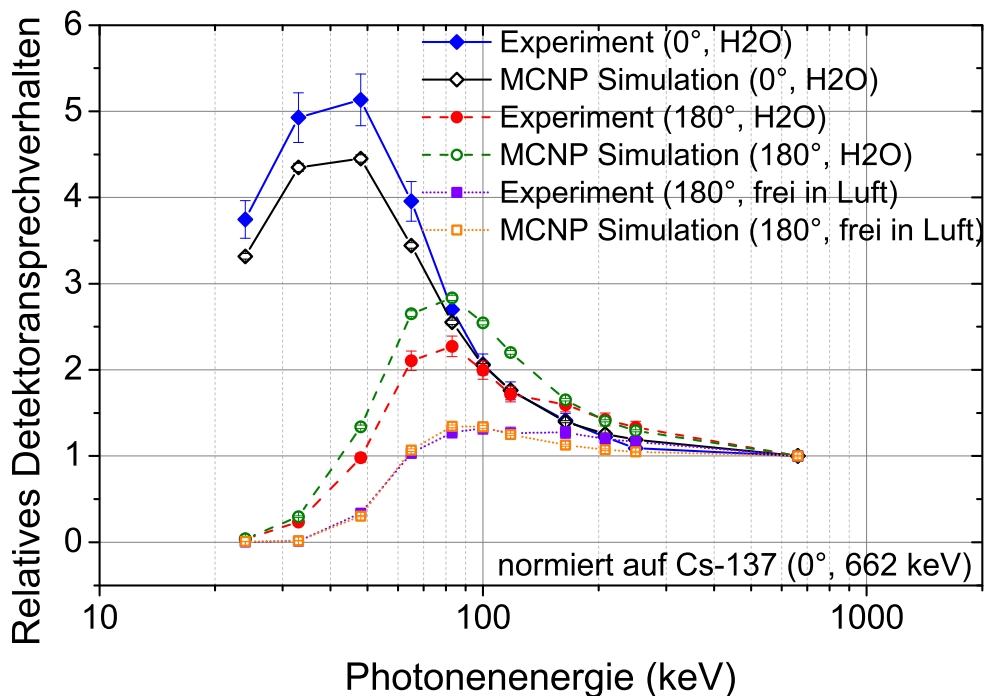 Relatives Detektoransprechverhalten
6
5
4
3
2
1
0
Experiment (0°, H2O)
MCNP Simulation (0°, H2O)
Experiment (180°, H2O)
MCNP Simulation (180°, H2O)
Experiment (180°, frei in Luft)
MCNP Simulation (180°, frei in Luft)
normiert auf Cs-137 (0°, 662 keV)
10
100
1000
Photonenenergie (keV)